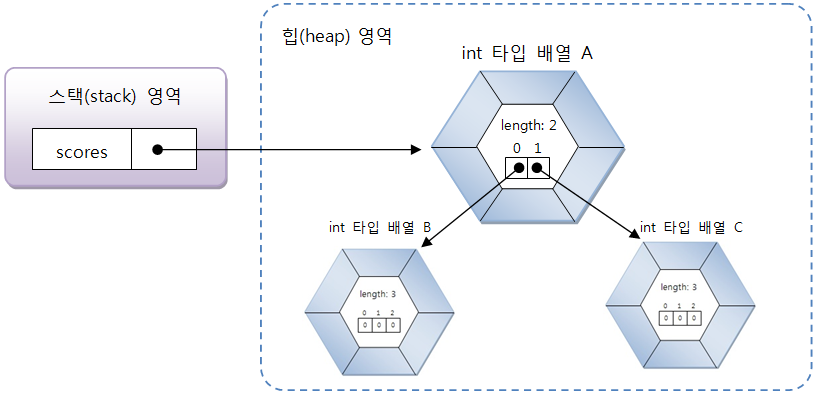 힙(heap) 영역
int 타입 배열 A
스택(stack) 영역
scores
length: 2
0 1
int 타입 배열 B
length: 3
0 1 2
0 0 0
int 타입 배열 C
length: 3
0 1 2
0 0 0